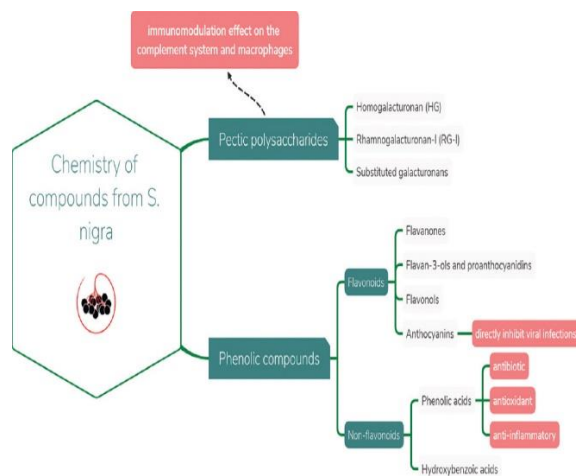 immunomodulation effect on the
complement system and macrophages
Chemistry of
compounds from S.
nigra
Pectic polysaccharides
Homogalacturonan (HG)
Rhamnogalacturonan-I (RG-I)
Substituted galacturonans
Phenolic compounds
Flavonoids
Flavanones
Flavan-3-ols and proanthocyanidins
Flavonols
Anthocyanins
directly inhibit viral infections
Non-flavonoids
Phenolic acids
antibiotic
antioxidant
anti-inflammatory
Hydroxybenzoic acids